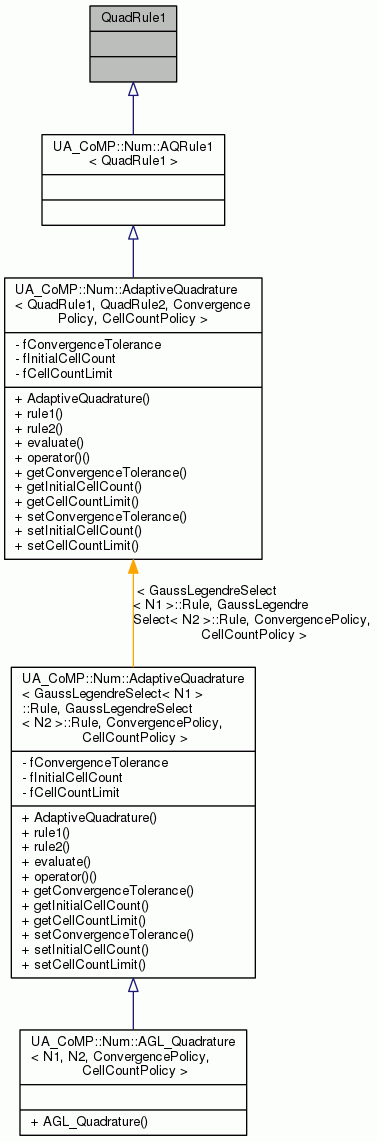 QuadRule1
UA_CoMP::Num::AQRule1
< QuadRule1 >
UA_CoMP::Num::AdaptiveQuadrature
< QuadRule1, QuadRule2, Convergence
Policy, CellCountPolicy >
- fConvergenceTolerance
- fInitialCellCount
- fCellCountLimit
+ AdaptiveQuadrature()
+ rule1()
+ rule2()
+ evaluate()
+ operator()()
+ getConvergenceTolerance()
+ getInitialCellCount()
+ getCellCountLimit()
+ setConvergenceTolerance()
+ setInitialCellCount()
+ setCellCountLimit()
< GaussLegendreSelect
< N1 >::Rule, GaussLegendre
Select< N2 >::Rule, ConvergencePolicy,
CellCountPolicy >
UA_CoMP::Num::AdaptiveQuadrature
< GaussLegendreSelect< N1 >
::Rule, GaussLegendreSelect
< N2 >::Rule, ConvergencePolicy,
CellCountPolicy >
- fConvergenceTolerance
- fInitialCellCount
- fCellCountLimit
+ AdaptiveQuadrature()
+ rule1()
+ rule2()
+ evaluate()
+ operator()()
+ getConvergenceTolerance()
+ getInitialCellCount()
+ getCellCountLimit()
+ setConvergenceTolerance()
+ setInitialCellCount()
+ setCellCountLimit()
UA_CoMP::Num::AGL_Quadrature
< N1, N2, ConvergencePolicy,
CellCountPolicy >
+ AGL_Quadrature()